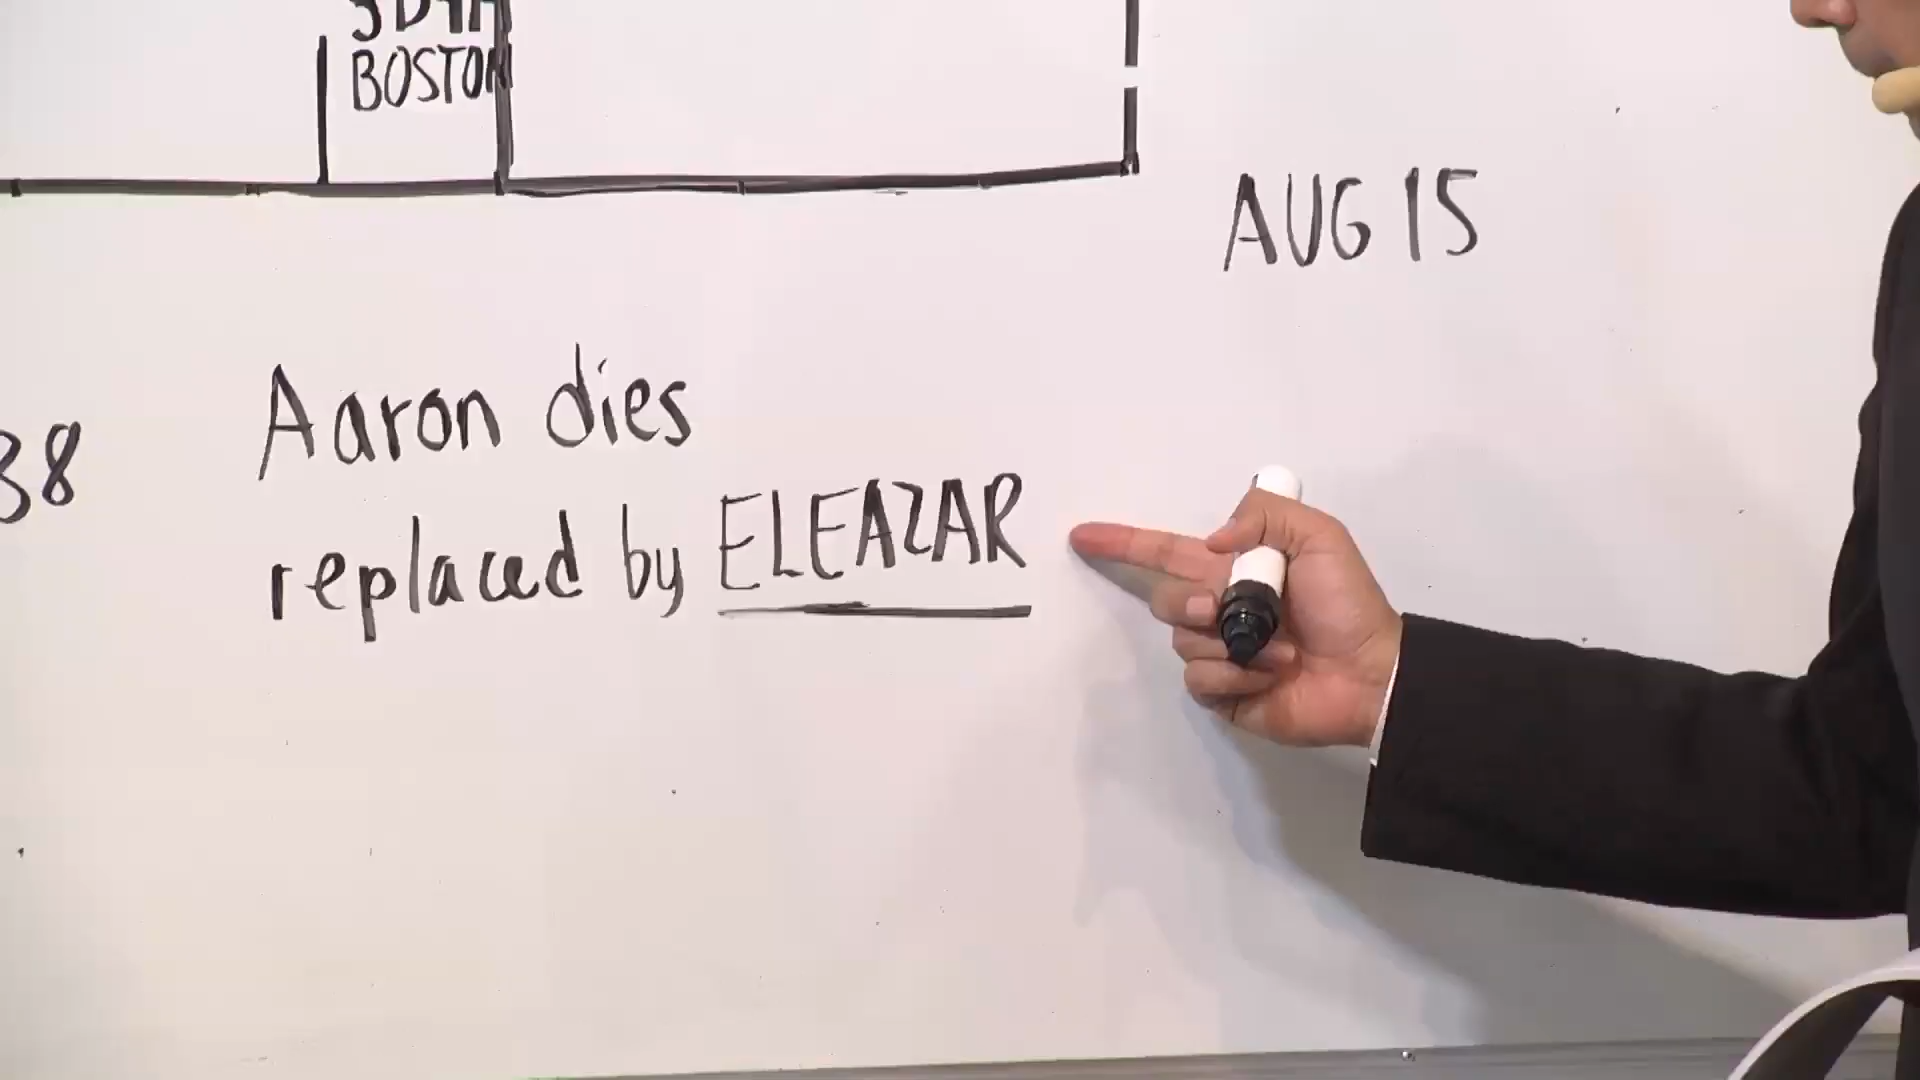 BOSTON
AUG 15
38
Aaron dies
replaced by ELEAZAR